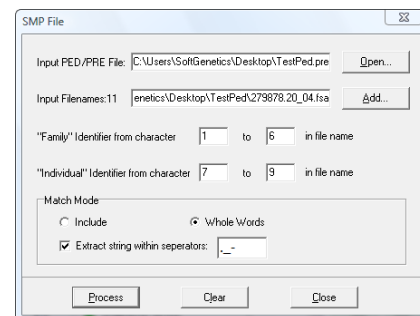 SMP File
Input PED/PRE File: C:\Users\SoftGenetics\Desktop\TestPed.pre Open...
Input Filenames:11 enetics\Desktop\TestPed\279878.20_04.fsa Add...
"Family" Identifier from character 1 to 6 in file name
"Individual" Identifier from character 7 to 9 in file name
Match Mode
Include Whole Words
Extract string within seperators: ._-
Process Clear Close